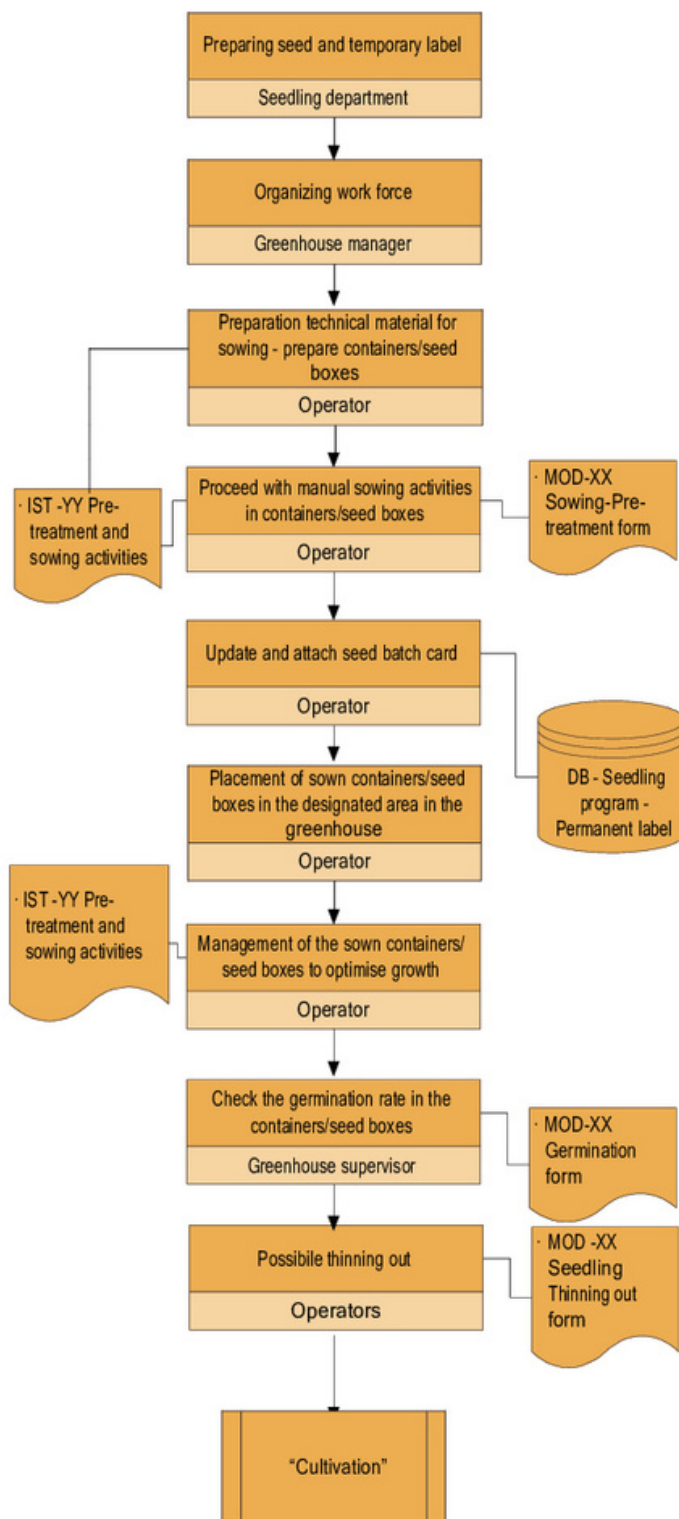 Preparing seed and temporary label
Seedling department
Organizing work force
Greenhouse manager
Preparation technical material for
sowing - prepare containers/seed
boxes
Operator
Proceed with manual sowing activities
in containers/seed boxes
Operator
· IST -YY Pre-
treatment and
sowing activities
· MOD-XX
Sowing-Pre-
treatment form
Update and attach seed batch card
Operator
DB - Seedling
program -
Permanent label
Placement of sown containers/seed
boxes in the designated area in the
greenhouse
Operator
· IST -YY Pre-
treatment and
sowing activities
Management of the sown containers/
seed boxes to optimise growth
Operator
Check the germination rate in the
containers/seed boxes
Greenhouse supervisor
· MOD-XX
Germination
form
Possibile thinning out
Operators
· MOD -XX
Seedling
Thinning out
form
“Cultivation”